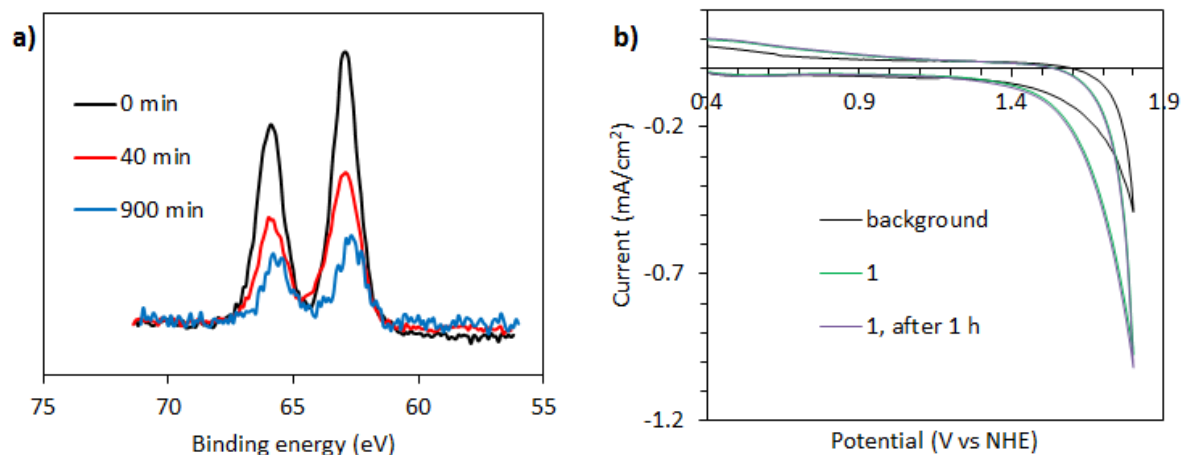 a)
0 min
40 min
900 min
75 70 65 60 55
Binding energy (eV)
b)
0.4 0.9 1.4 1.9
-0.2
-0.7
-1.2
Current (mA/cm²)
background
1
1, after 1 h
Potential (V vs NHE)